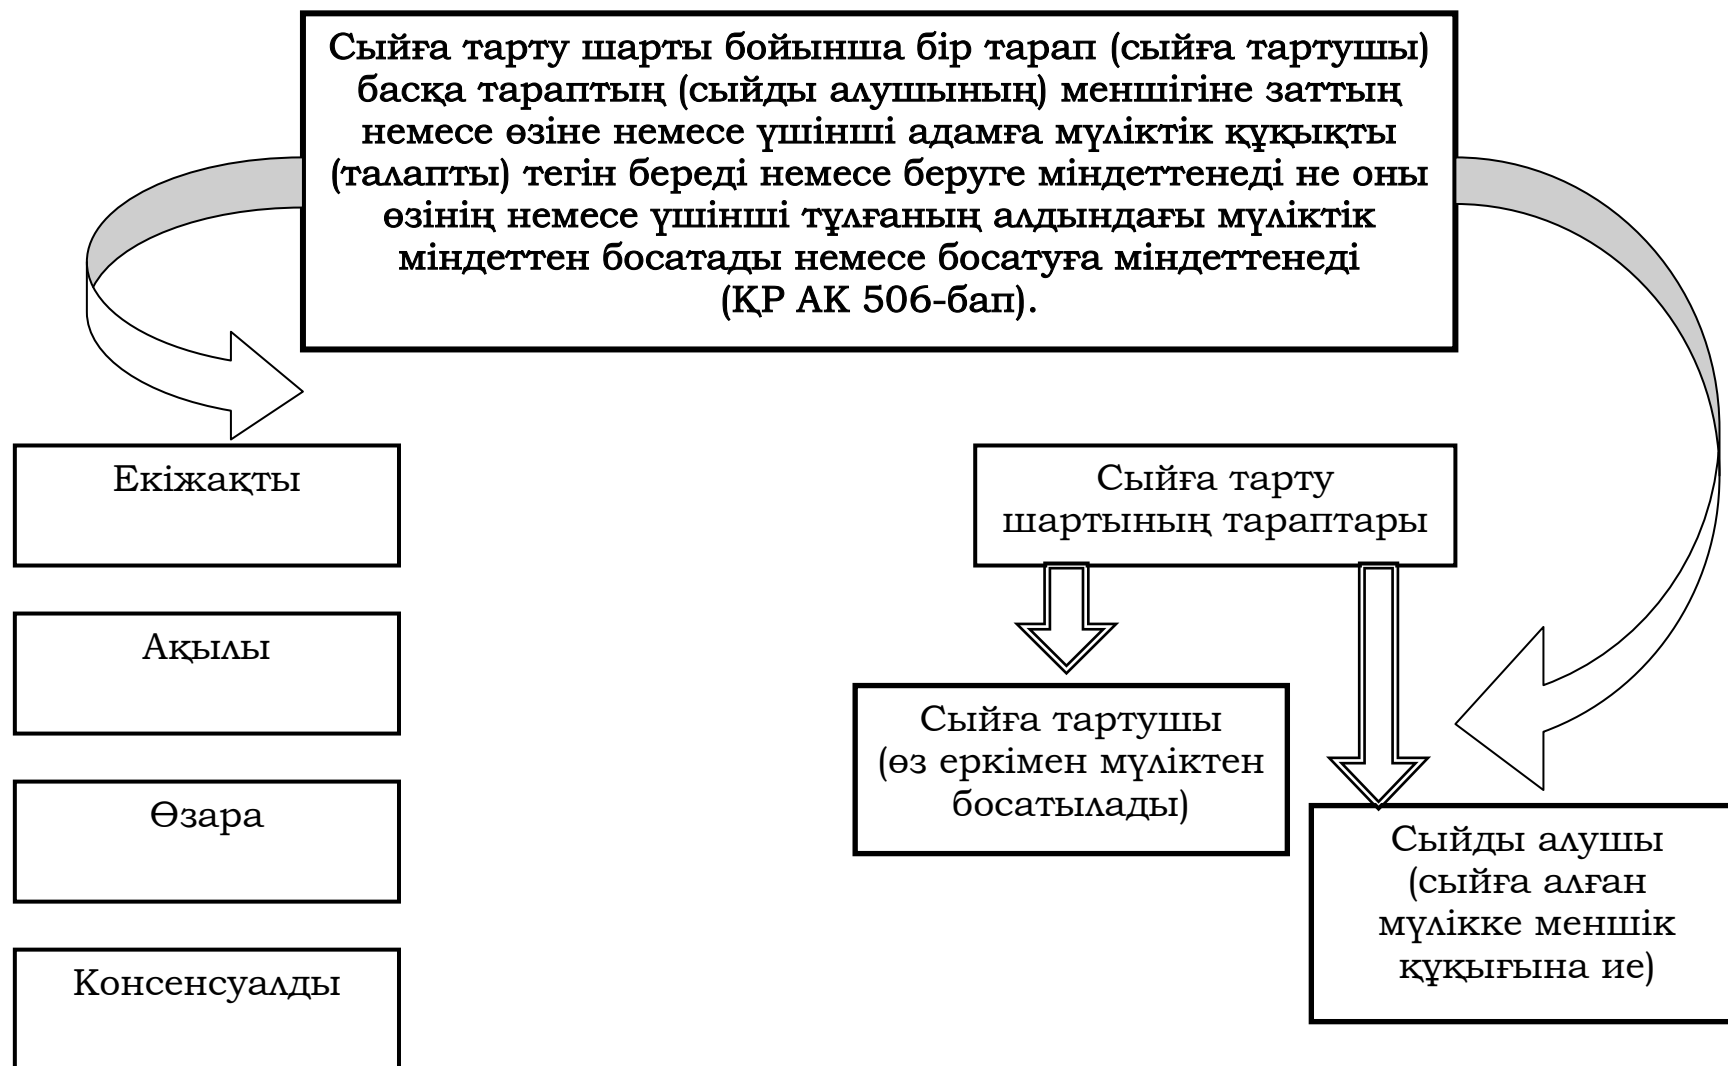 Сыйға тарту шарты бойынша бір тарап (сыйға тартушы)
басқа тараптың (сыйды алушының) меншігіне заттың
немесе өзіне немесе үшінші адамға мүліктік құқықты
(талапты) тегін береді немесе беруге міндеттенеді не оны
өзінің немесе үшінші тұлғаның алдындағы мүліктік
міндеттен босатады немесе босатуға міндеттенеді
(ҚР АК 506-бап).
Екіжақты
Ақылы
Өзара
Консенсуалды
Сыйға тарту
шартының тараптары
Сыйға тартушы
(өз еркімен мүліктен
босатылады)
Сыйды алушы
(сыйға алған
мүлікке меншік
құқығына ие)